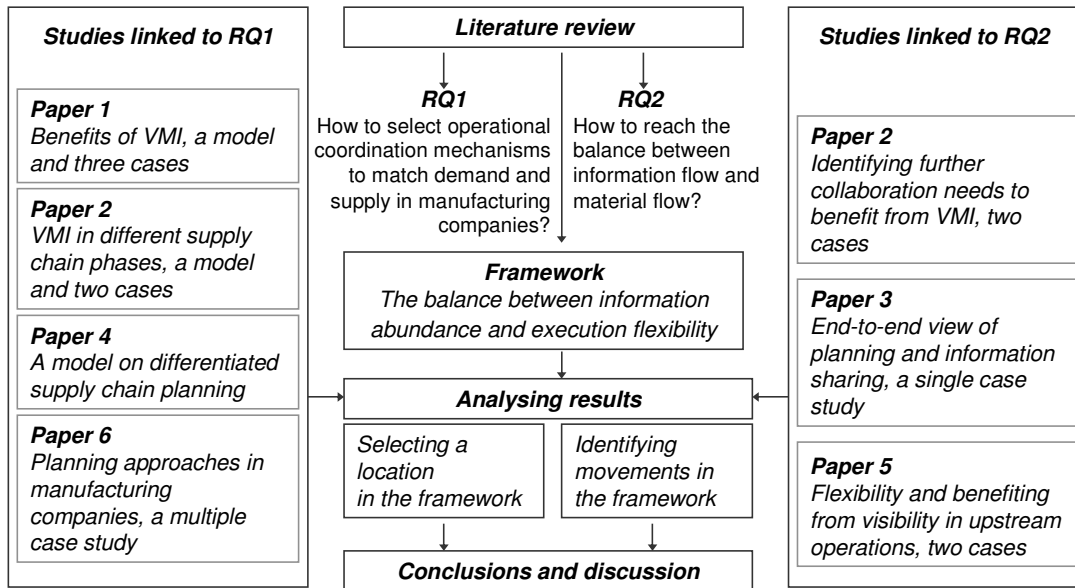 Studies linked to RQ1
Paper 1
Benefits of VMI, a model
and three cases
Paper 2
VMI in different supply
chain phases, a model
and two cases
Paper 4
A model on differentiated
supply chain planning
Paper 6
Planning approaches in
manufacturing
companies, a multiple
case study
Literature review
RQ1
How to select operational
coordination mechanisms
to match demand and
supply in manufacturing
companies?
RQ2
How to reach the
balance between
information flow and
material flow?
Framework
The balance between information
abundance and execution flexibility
Analysing results
Selecting a
location
in the framework
Identifying
movements in
the framework
Conclusions and discussion
Studies linked to RQ2
Paper 2
Identifying further
collaboration needs to
benefit from VMI, two
cases
Paper 3
End-to-end view of
planning and information
sharing, a single case
study
Paper 5
Flexibility and benefiting
from visibility in upstream
operations, two cases